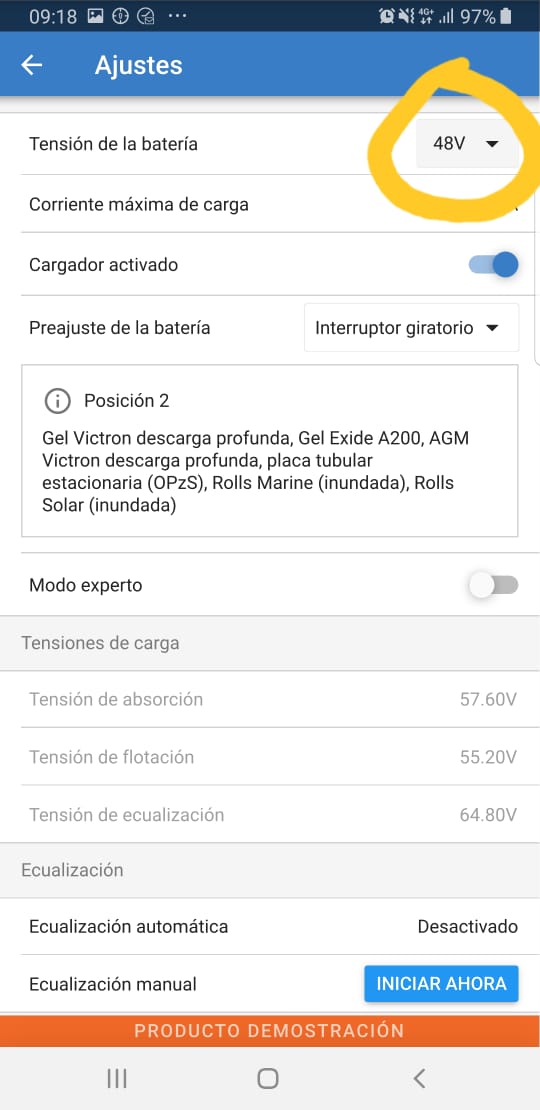 09:18 4G+ 97%
Ajustes
Tensión de la batería 48V
Corriente máxima de carga
Cargador activado
Preajuste de la batería Interruptor giratorio
Posición 2
Gel Victron descarga profunda, Gel Exide A200, AGM
Victron descarga profunda, placa tubular
estacionaria (OPzS), Rolls Marine (inundada), Rolls
Solar (inundada)
Modo experto
Tensiones de carga
Tensión de absorción 57.60V
Tensión de flotación 55.20V
Tensión de ecualización 64.80V
Ecualización
Ecualización automática Desactivado
Ecualización manual INICIAR AHORA
PRODUCTO DEMOSTRACIÓN